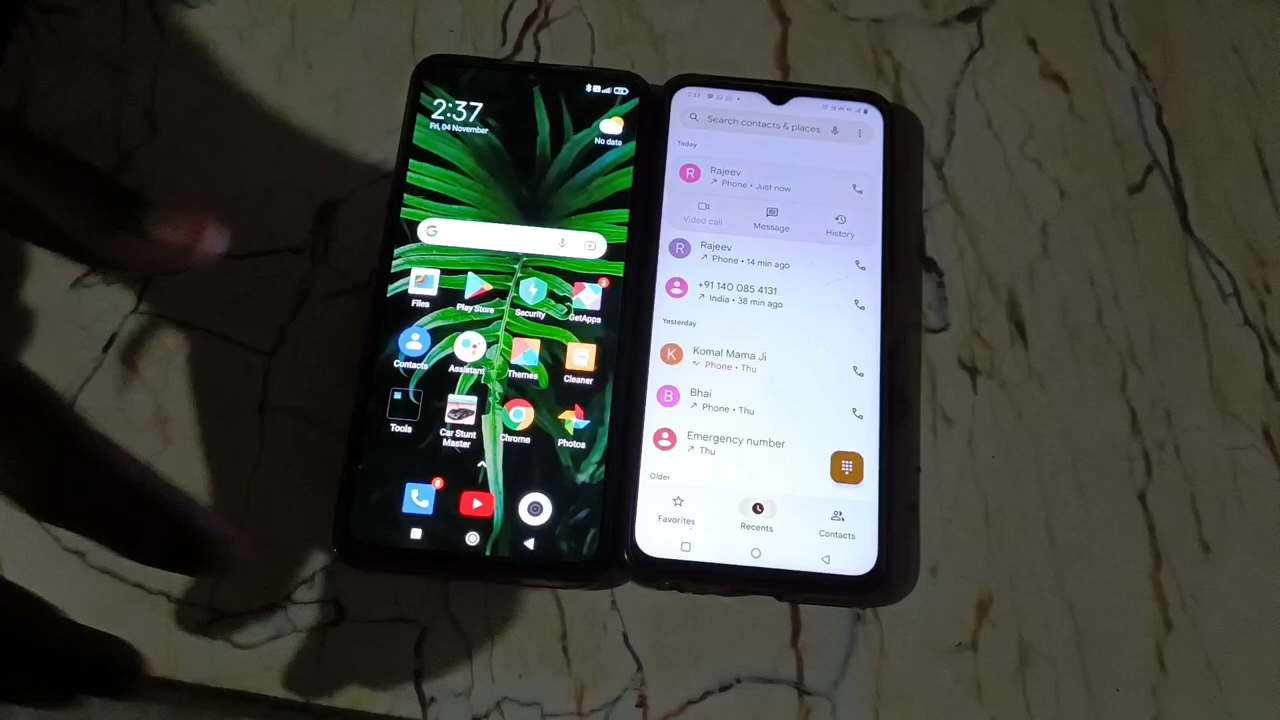 2:37
Fri, 04 November
No data
Files
Play Store
Security
GetApps
Contacts
Assistant
Themes
Cleaner
Tools
Car Stunt
Master
Chrome
Photos
2:37
Search contacts & places
Today
R
Rajeev
Phone • Just now
Video call
Message
History
R
Rajeev
Phone • 14 min ago
+91 140 085 4131
India • 38 min ago
Yesterday
K
Komal Mama Ji
Phone • Thu
B
Bhai
Phone • Thu
Emergency number
Thu
Older
Favorites
Recents
Contacts